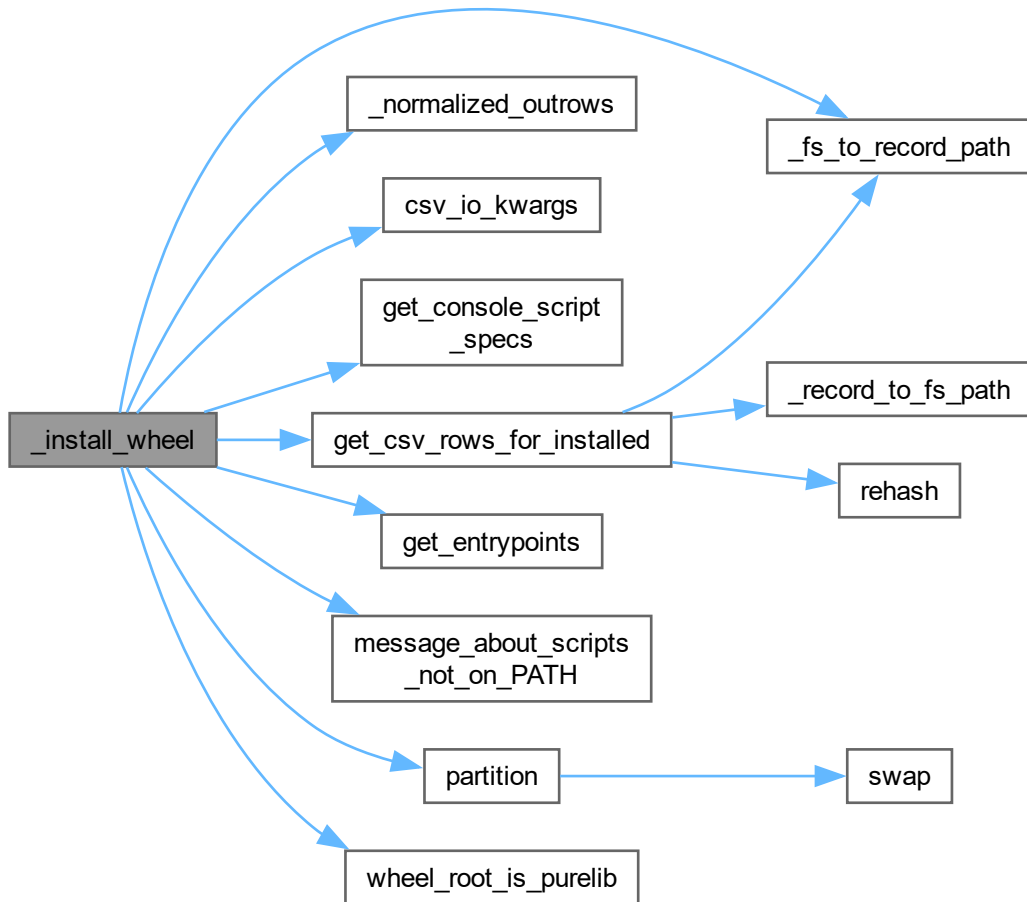 _normalized_outrows
_fs_to_record_path
csv_io_kwargs
get_console_script
_specs
_record_to_fs_path
_install_wheel
get_csv_rows_for_installed
rehash
get_entrypoints
message_about_scripts
_not_on_PATH
partition
swap
wheel_root_is_purelib